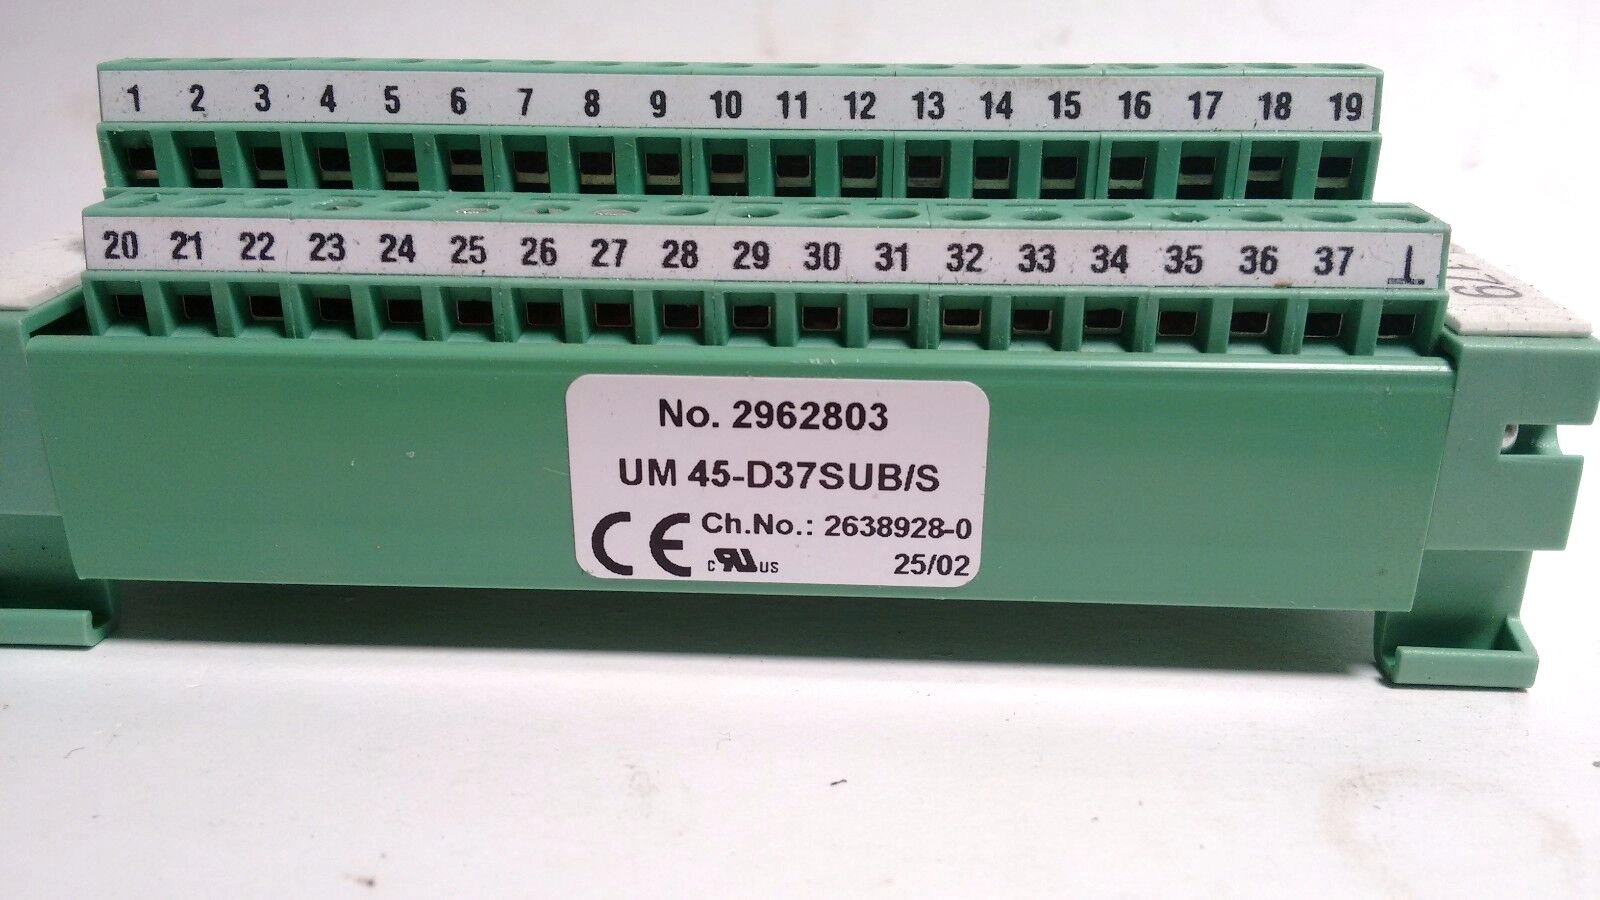 1 2 3 4 5 6 7 8 9 10 11 12 13 14 15 16 17 18 19
20 21 22 23 24 25 26 27 28 29 30 31 32 33 34 35 36 37
No. 2962803
UM 45-D37SUB/S
CE Ch.No.: 2638928-0
c RU US 25/02